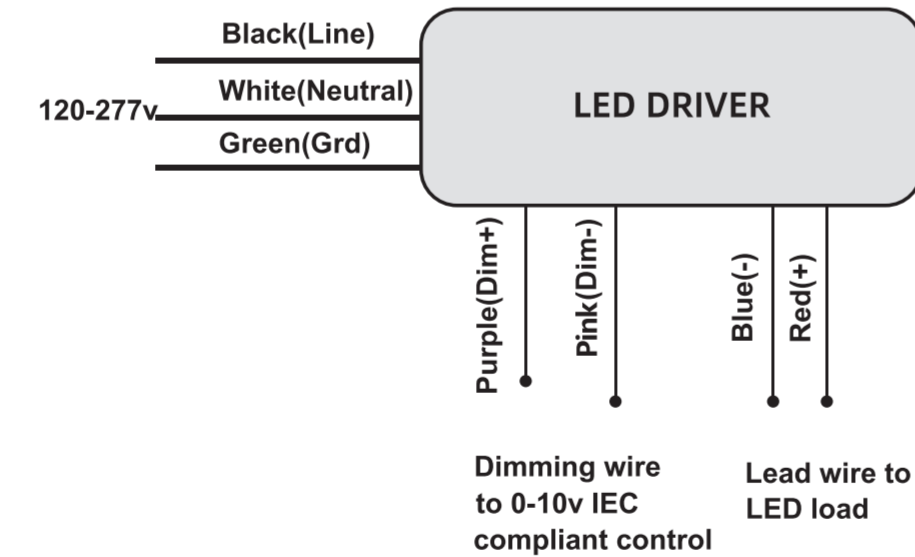 Black(Line)
120-277v
White(Neutral)
Green(Grd)
LED DRIVER
Purple(Dim+)
Pink(Dim-)
Blue(-)
Red(+)
Dimming wire
to 0-10v IEC
compliant control
Lead wire to
LED load